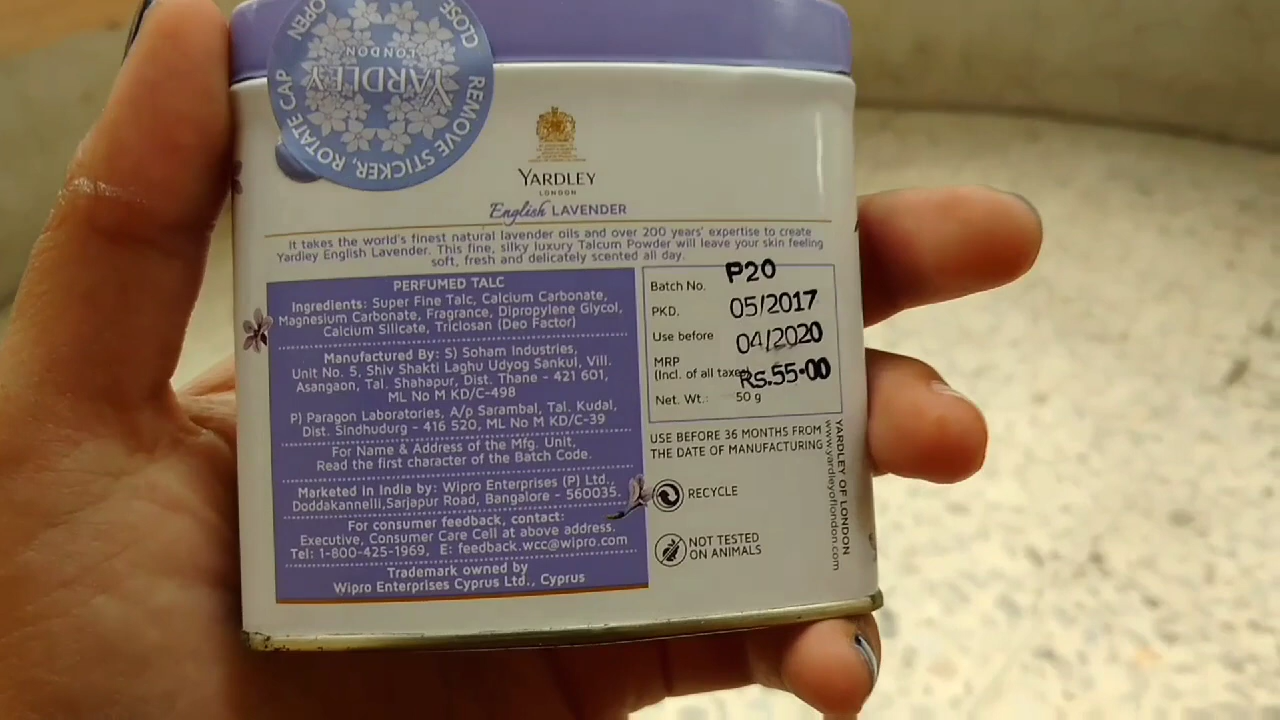 OPEN
CLOSE
YARDLEY
LONDON
REMOVE STICKER, ROTATE CAP
YARDLEY
LONDON
English LAVENDER
It takes the world's finest natural lavender oils and over 200 years' expertise to create
Yardley English Lavender. This fine, silky luxury Talcum Powder will leave your skin feeling
soft, fresh and delicately scented all day.
PERFUMED TALC
Ingredients: Super Fine Talc, Calcium Carbonate,
Magnesium Carbonate, Fragrance, Dipropylene Glycol,
Calcium Silicate, Triclosan (Deo Factor)
Manufactured By: S) Soham Industries,
Unit No. 5, Shiv Shakti Laghu Udyog Sankul, Vill.
Asangaon, Tal. Shahapur, Dist. Thane - 421 601,
ML No M KD/C-498
P) Paragon Laboratories, A/p Sarambal, Tal. Kudal,
Dist. Sindhudurg - 416 520, ML No M KD/C-39
For Name & Address of the Mfg. Unit,
Read the first character of the Batch Code.
Marketed in India by: Wipro Enterprises (P) Ltd.,
Doddakannelli,Sarjapur Road, Bangalore - 560035.
For consumer feedback, contact:
Executive, Consumer Care Cell at above address.
Tel: 1-800-425-1969, E: feedback.wcc@wipro.com
Trademark owned by
Wipro Enterprises Cyprus Ltd., Cyprus
Batch No. P20
PKD. 05/2017
Use before 04/2020
MRP
(Incl. of all taxes) Rs.55-00
Net. Wt.: 50 g
USE BEFORE 36 MONTHS FROM
THE DATE OF MANUFACTURING
RECYCLE
NOT TESTED
ON ANIMALS
YARDLEY OF LONDON
www.yardleyoflondon.com